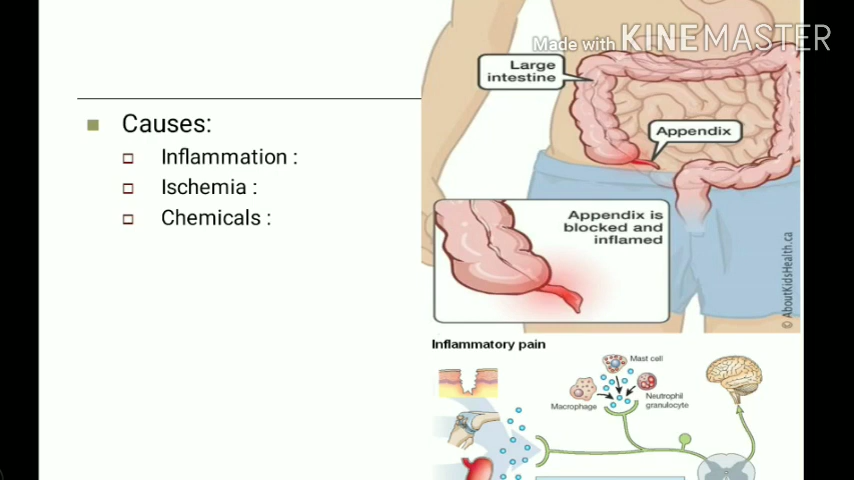 Made with KINEMASTER
Large
intestine
Appendix
Causes:
Inflammation :
Ischemia :
Chemicals :
Appendix is
blocked and
inflamed
© AboutKidsHealth.ca
Inflammatory pain
Mast cell
Macrophage
Neutrophil
granulocyte